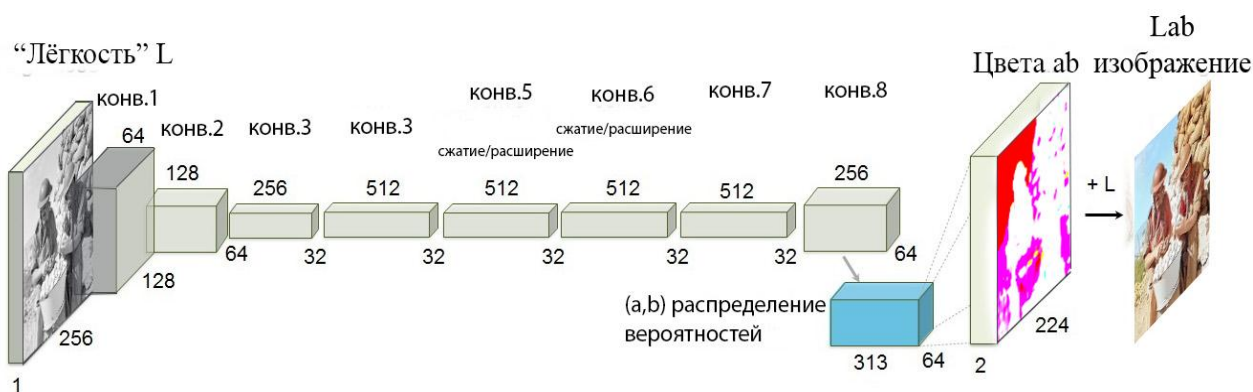 “Лёгкость” L
Lab
Цвета ab изображение
конв.1
конв.2
конв.3
конв.3
конв.5
конв.6
конв.7
конв.8
сжатие/расширение
сжатие/расширение
64
128
256
512
512
512
512
256
+ L
128
64
32
32
32
32
32
64
256
1
(a,b) распределение
вероятностей
313
64
2
224